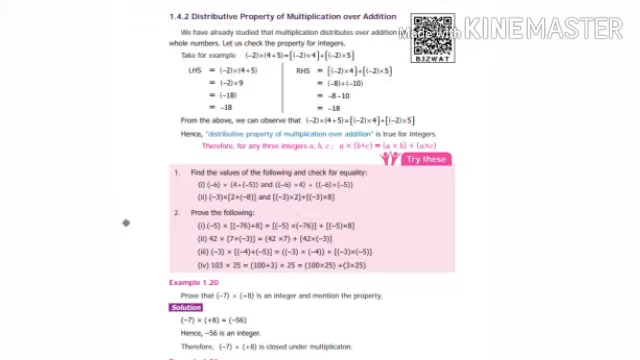 1.4.2 Distributive Property of Multiplication over Addition
We have already studied that multiplication distributes over addition
whole numbers. Let us check the property for integers.
Made with KINEMASTER
Take for example (-2)×(4+5)=[(-2)×4]+[(-2)×5]
LHS = (-2)×(4+5) RHS = [(-2)×4]+[(-2)×5]
= (-2)×9 = (-8)+(-10)
= (-18) = -8-10
= -18 = -18
BJZWAT
From the above, we can observe that (-2)×(4+5)=[(-2)×4]+[(-2)×5]
Hence, "distributive property of multiplication over addition" is true for integers.
Therefore, for any three integers a, b, c ; a × (b+c) = (a × b) + (a×c)
Try these
1. Find the values of the following and check for equality:
(i) (-6) × (4+(-5)) and ((-6) ×4) + ((-6)×(-5))
(ii) (-3)×[2+(-8)] and [(-3)×2]+[(-3)×8]
2. Prove the following:
(i) (-5) × [(-76)+8] = [(-5) ×(-76)] + [(-5)×8]
(ii) 42 × [7+(-3)] = (42 ×7) + [42×(-3)]
(iii) (-3) × [(-4)+(-5)] = ((-3) × (-4)) + [(-3)×(-5)]
(iv) 103 × 25 = (100+3) × 25 = (100×25) +(3×25)
Example 1.20
Prove that (-7) × (+8) is an integer and mention the property.
Solution
(-7) × (+8) = (-56)
Hence, -56 is an integer.
Therefore, (-7) × (+8) is closed under multiplicaton.